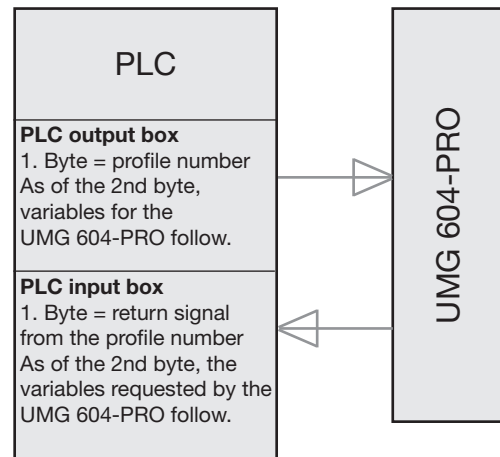 PLC
PLC output box
1. Byte = profile number
As of the 2nd byte,
variables for the
UMG 604-PRO follow.
PLC input box
1. Byte = return signal
from the profile number
As of the 2nd byte, the
variables requested by the
UMG 604-PRO follow.
UMG 604-PRO